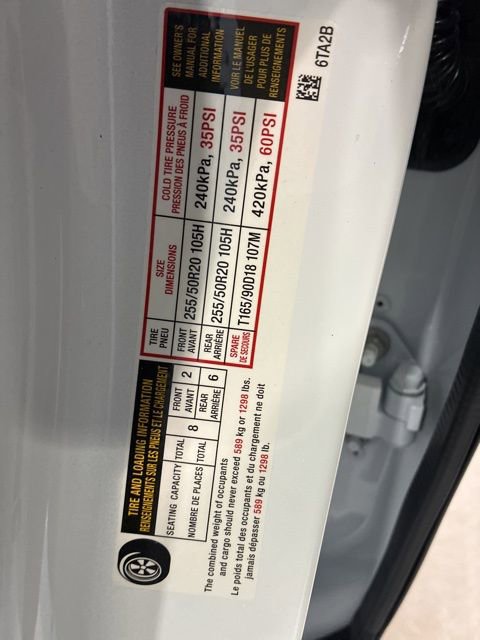 TIRE AND LOADING INFORMATION
RENSEIGNEMENTS SUR LES PNEUS ET LE CHARGEMENT
SEATING CAPACITY
NOMBRE DE PLACES
TOTAL
TOTAL
8
FRONT
AVANT
2
REAR
ARRIÈRE
6
The combined weight of occupants
and cargo should never exceed 589 kg or 1298 lbs.
Le poids total des occupants et du chargement ne doit
jamais dépasser 589 kg ou 1298 lb.
TIRE
PNEU
SIZE
DIMENSIONS
COLD TIRE PRESSURE
PRESSION DES PNEUS À FROID
FRONT
AVANT
255/50R20 105H
240kPa, 35PSI
REAR
ARRIÈRE
255/50R20 105H
240kPa, 35PSI
SPARE
DE SECOURS
T165/90D18 107M
420kPa, 60PSI
SEE OWNER'S
MANUAL FOR
ADDITIONAL
INFORMATION
VOIR LE MANUEL
DE L'USAGER
POUR PLUS DE
RENSEIGNEMENTS
6TA2B